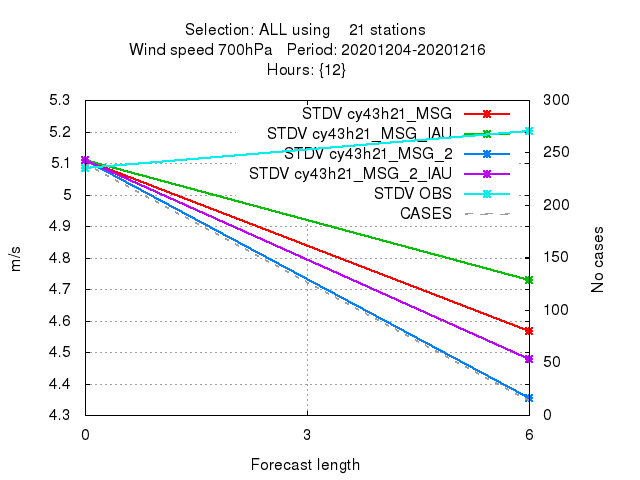 Selection: ALL using 21 stations
Wind speed 700hPa Period: 20201204-20201216
Hours: {12}
5.3
5.2
5.1
5
4.9
4.8
4.7
4.6
4.5
4.4
4.3
m/s
STDV cy43h21_MSG
STDV cy43h21_MSG_IAU
STDV cy43h21_MSG_2
STDV cy43h21_MSG_2_IAU
STDV OBS
CASES
300
250
200
150
100
50
0
No cases
0 3 6
Forecast length